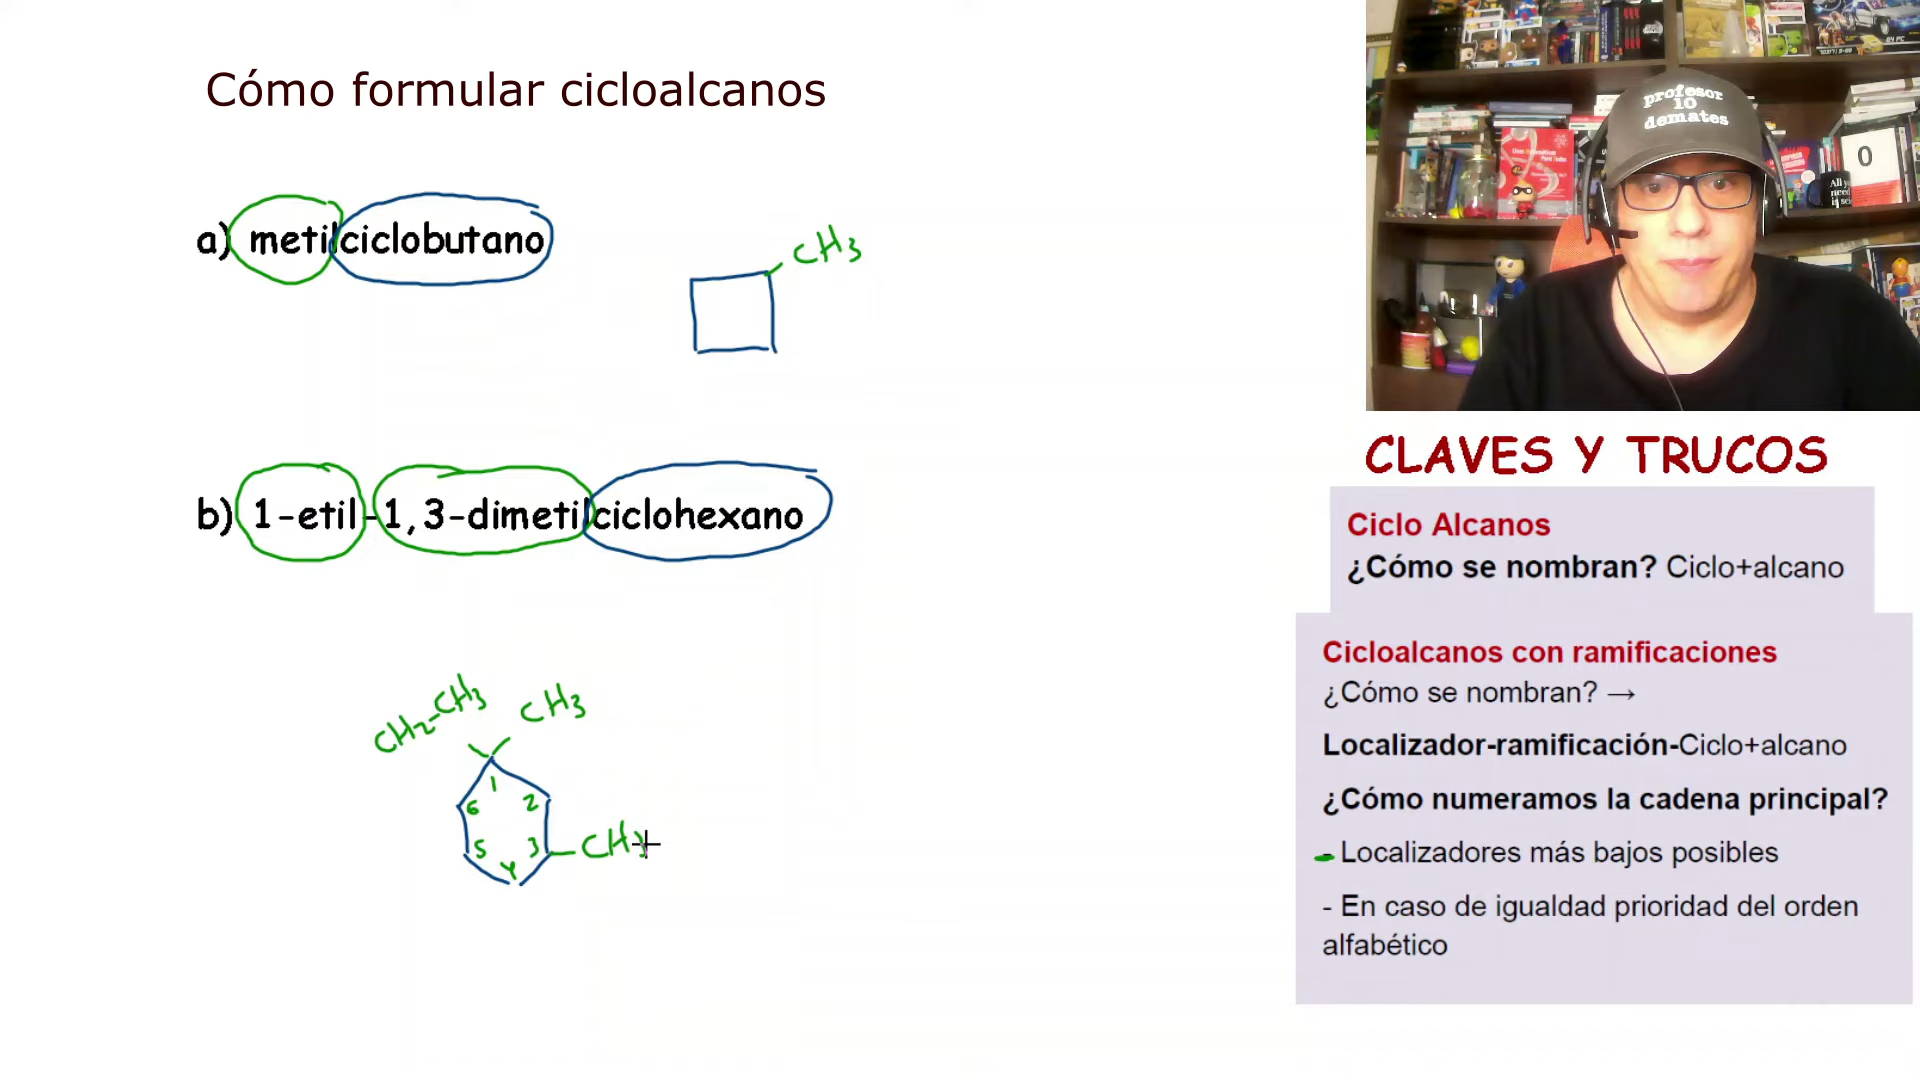 Cómo formular cicloalcanos
a) metilciclobutano
CH3
b) 1-etil-1,3-dimetilciclohexano
CH2-CH3
CH3
1
6
2
5
3
4
CH3
profesor
10
demates
0
CLAVES Y TRUCOS
Ciclo Alcanos
¿Cómo se nombran? Ciclo+alcano
Cicloalcanos con ramificaciones
¿Cómo se nombran? →
Localizador-ramificación-Ciclo+alcano
¿Cómo numeramos la cadena principal?
- Localizadores más bajos posibles
- En caso de igualdad prioridad del orden
alfabético